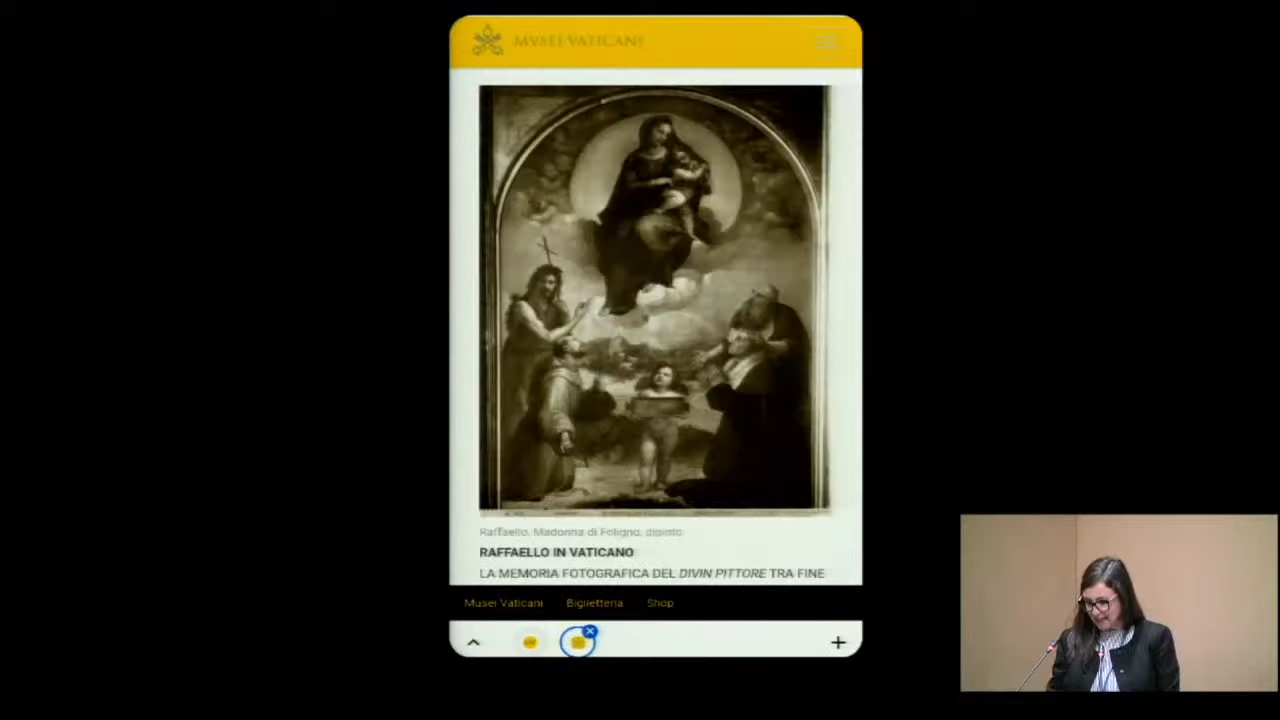 MVSEI VATICANI
Raffaello, Madonna di Foligno, dipinto
RAFFAELLO IN VATICANO
LA MEMORIA FOTOGRAFICA DEL DIVIN PITTORE TRA FINE
Musei Vaticani Biglietteria Shop